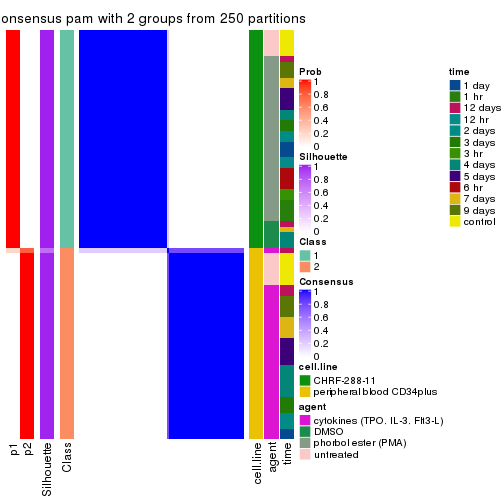 onsensus pam with 2 groups from 250 partitions
p1
p2
Silhouette
Class
cell.line
agent
time
Prob
1
0.8
0.6
0.4
0.2
0
Silhouette
1
0.8
0.6
0.4
0.2
0
Class
1
2
Consensus
1
0.8
0.6
0.4
0.2
0
cell.line
CHRF-288-11
peripheral blood CD34plus
agent
cytokines (TPO. IL-3. Flt3-L)
DMSO
phorbol ester (PMA)
untreated
time
1 day
1 hr
12 days
12 hr
2 days
3 days
3 hr
4 days
5 days
6 hr
7 days
9 days
control